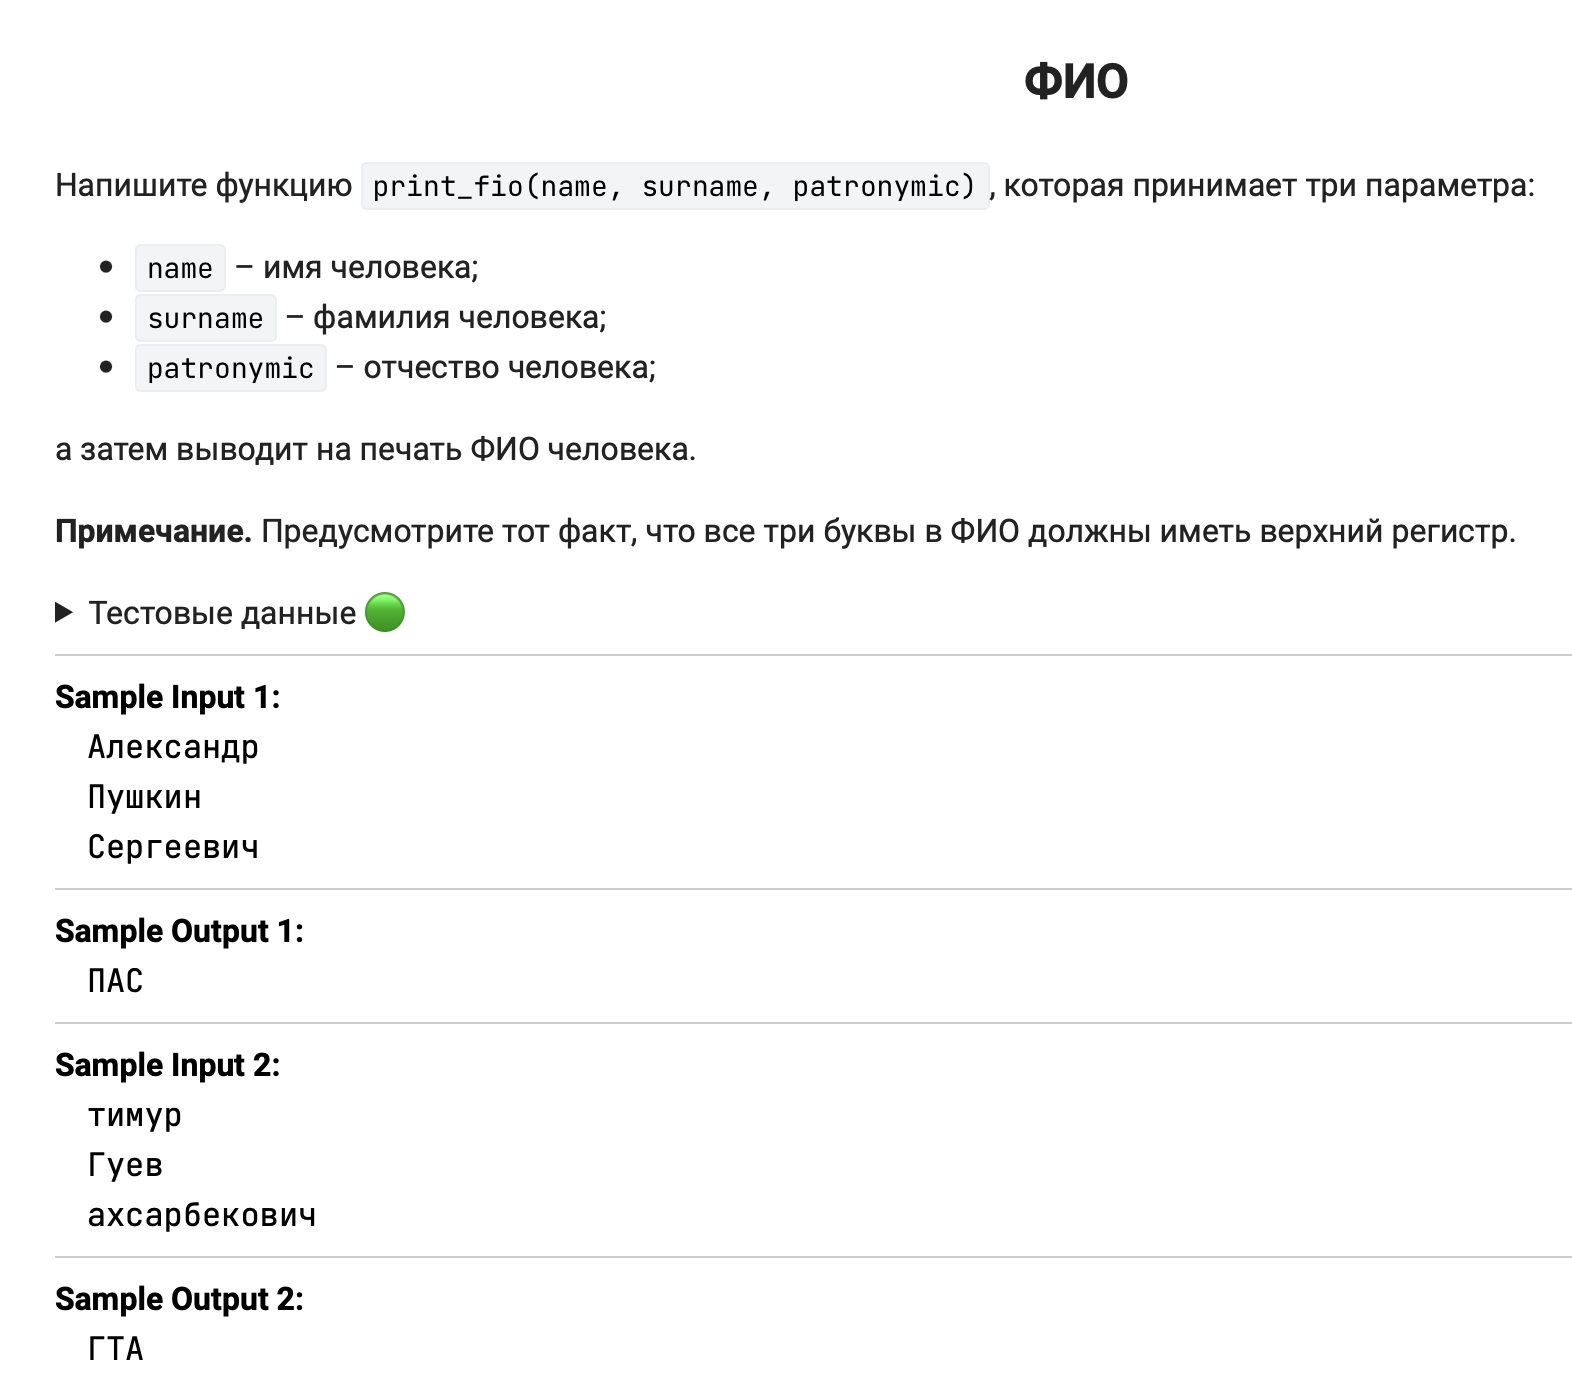 ФИО
Напишите функцию print_fio(name, surname, patronymic), которая принимает три параметра:
name – имя человека;
surname – фамилия человека;
patronymic – отчество человека;
а затем выводит на печать ФИО человека.
Примечание. Предусмотрите тот факт, что все три буквы в ФИО должны иметь верхний регистр.
Тестовые данные
Sample Input 1:
Александр
Пушкин
Сергеевич
Sample Output 1:
ПАС
Sample Input 2:
тимур
Гуев
ахсарбекович
Sample Output 2:
ГТА